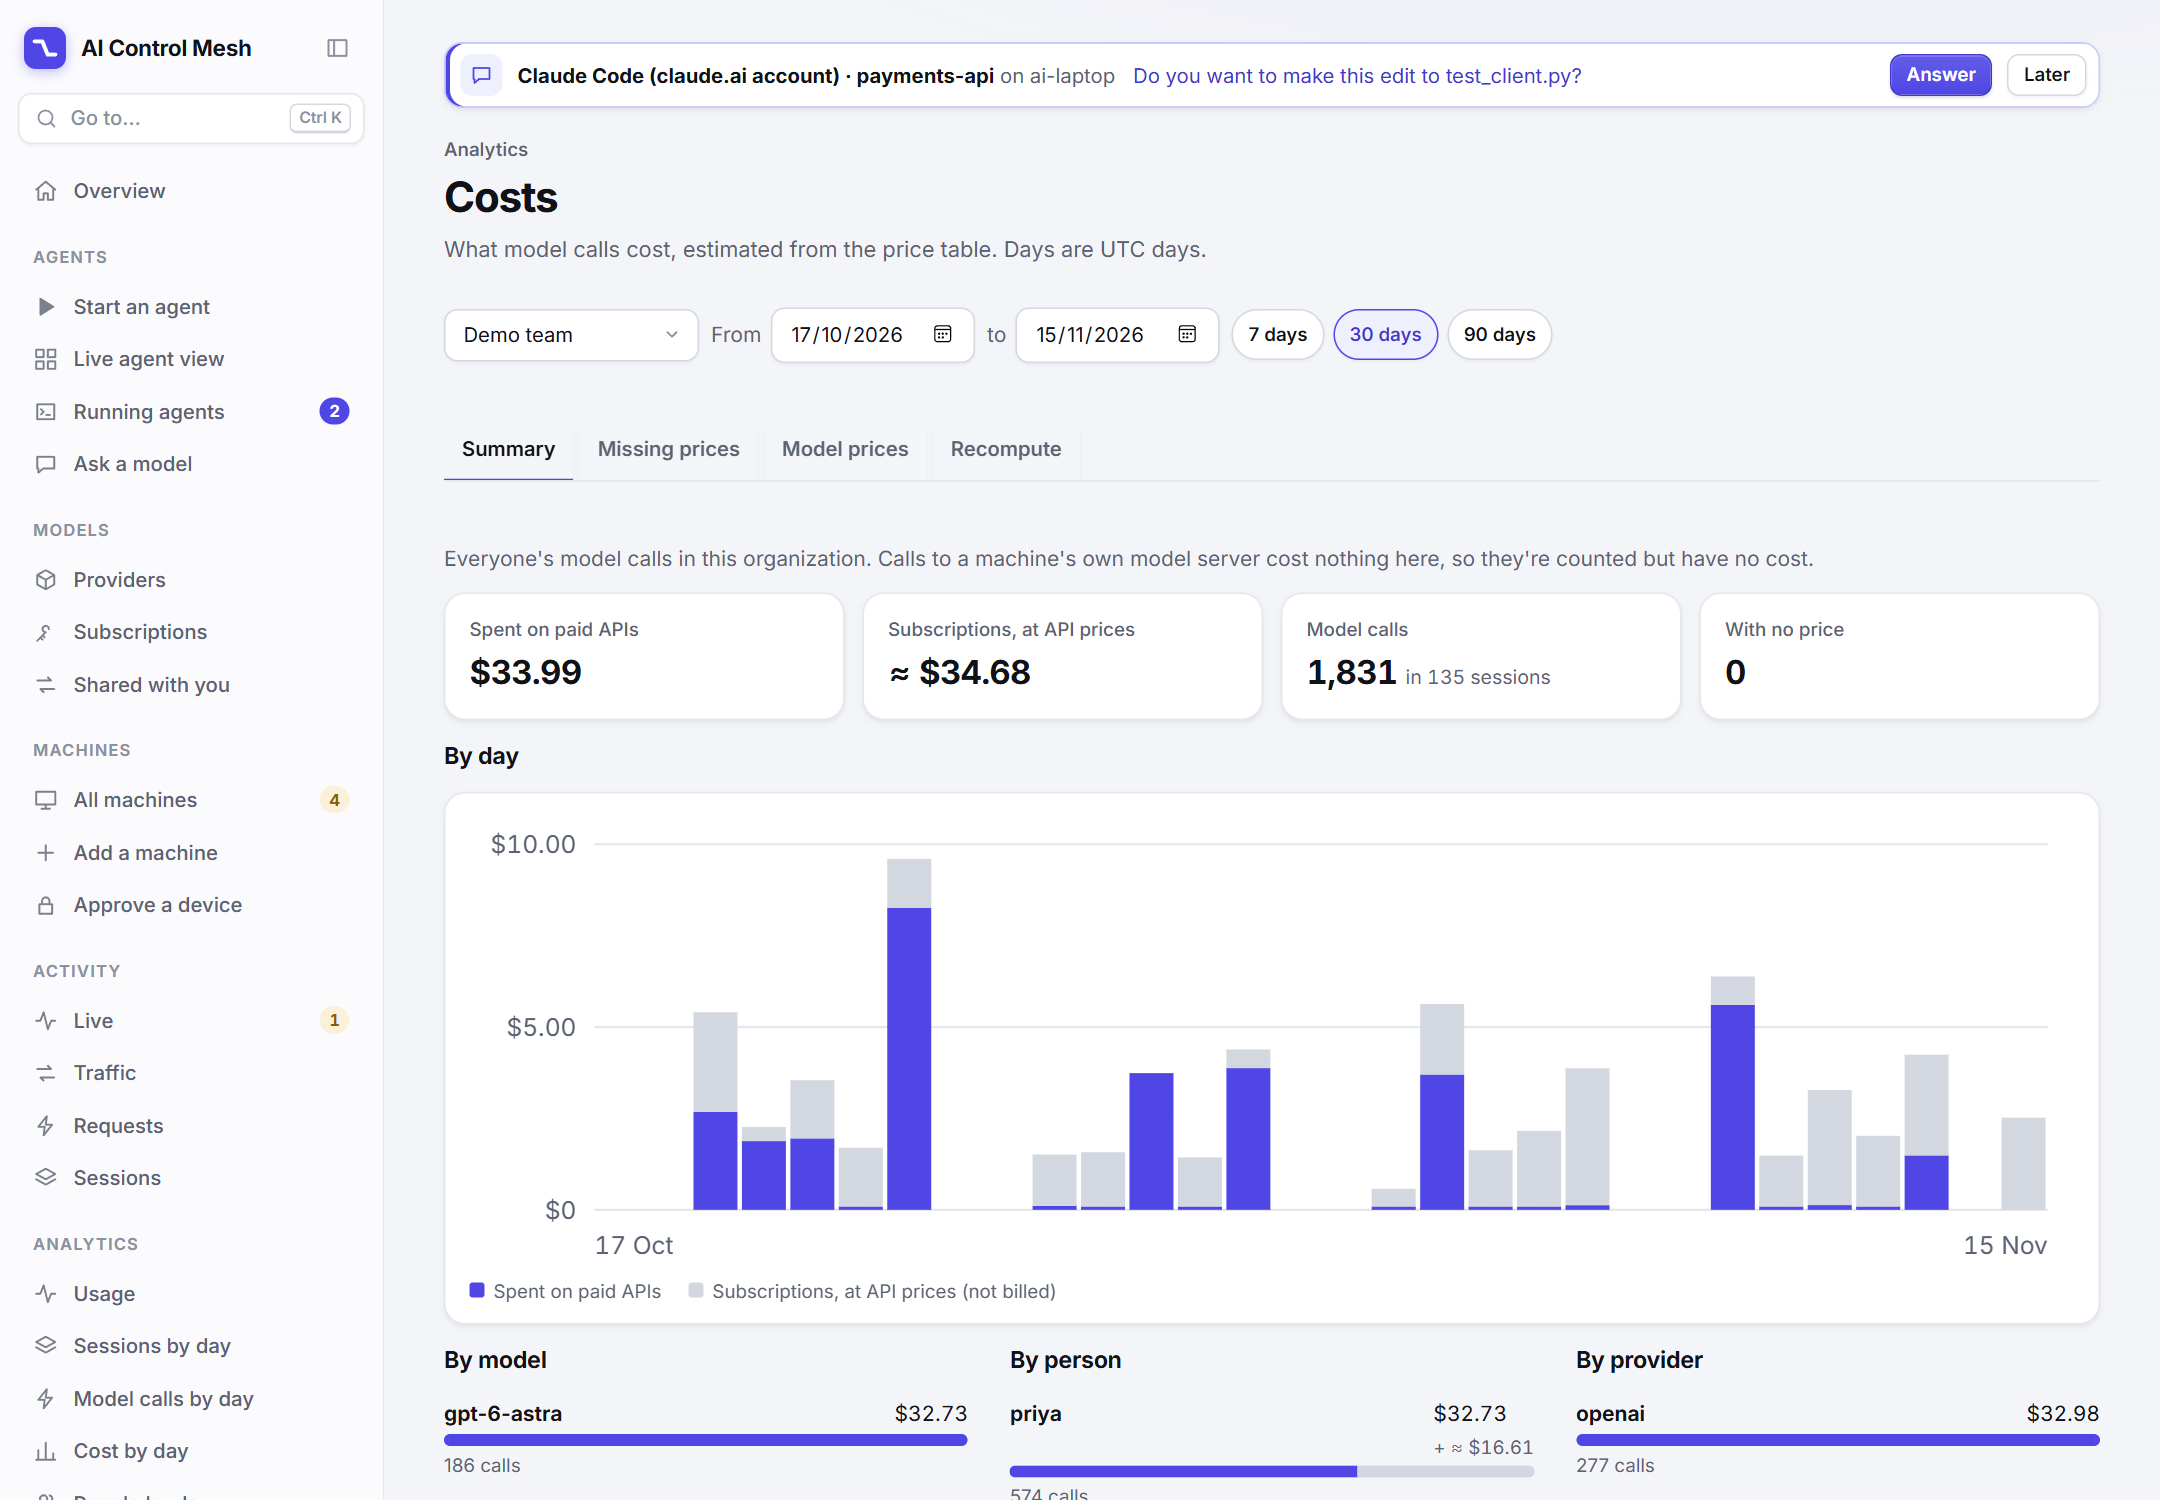 AI Control Mesh
Go to...
Ctrl K
Overview
AGENTS
Start an agent
Live agent view
Running agents
2
Ask a model
MODELS
Providers
Subscriptions
Shared with you
MACHINES
All machines
4
Add a machine
Approve a device
ACTIVITY
Live
1
Traffic
Requests
Sessions
ANALYTICS
Usage
Sessions by day
Model calls by day
Cost by day
Claude Code (claude.ai account) · payments-api on ai-laptop Do you want to make this edit to test_client.py?
Answer
Later
Analytics
Costs
What model calls cost, estimated from the price table. Days are UTC days.
Demo team
From 17/10/2026 to 15/11/2026
7 days
30 days
90 days
Summary
Missing prices
Model prices
Recompute
Everyone's model calls in this organization. Calls to a machine's own model server cost nothing here, so they're counted but have no cost.
Spent on paid APIs
$33.99
Subscriptions, at API prices
≈ $34.68
Model calls
1,831 in 135 sessions
With no price
0
By day
$10.00
$5.00
$0
17 Oct
15 Nov
Spent on paid APIs
Subscriptions, at API prices (not billed)
By model
gpt-6-astra $32.73
186 calls
By person
priya $32.73
+ ≈ $16.61
574 calls
By provider
openai $32.98
277 calls